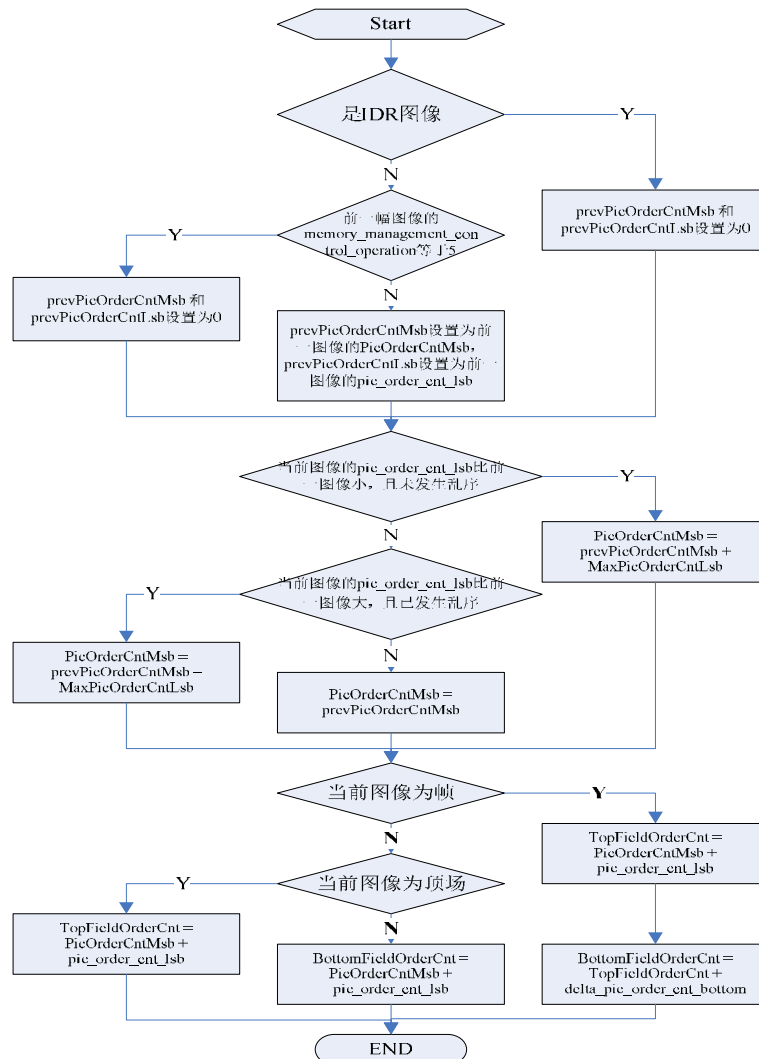 Start
是IDR图像
Y
N
前一幅图像的
memory_management_con
trol_operation等于5
Y
prevPicOrderCntMsb 和
prevPicOrderCntLsb设置为0
N
prevPicOrderCntMsb 和
prevPicOrderCntLsb设置为0
prevPicOrderCntMsb设置为前
一图像的PicOrderCntMsb，
prevPicOrderCntLsb设置为前一
图像的pic_order_cnt_lsb
当前图像的pic_order_cnt_lsb比前
一图像小，且未发生乱序
Y
N
PicOrderCntMsb＝
prevPicOrderCntMsb＋
MaxPicOrderCntLsb
当前图像的pic_order_cnt_lsb比前
一图像大，且已发生乱序
Y
N
PicOrderCntMsb＝
prevPicOrderCntMsb－
MaxPicOrderCntLsb
PicOrderCntMsb＝
prevPicOrderCntMsb
当前图像为帧
Y
N
TopFieldOrderCnt＝
PicOrderCntMsb＋
pic_order_cnt_lsb
当前图像为顶场
Y
N
TopFieldOrderCnt＝
PicOrderCntMsb＋
pic_order_cnt_lsb
BottomFieldOrderCnt＝
PicOrderCntMsb＋
pic_order_cnt_lsb
BottomFieldOrderCnt＝
TopFieldOrderCnt＋
delta_pic_order_cnt_bottom
END